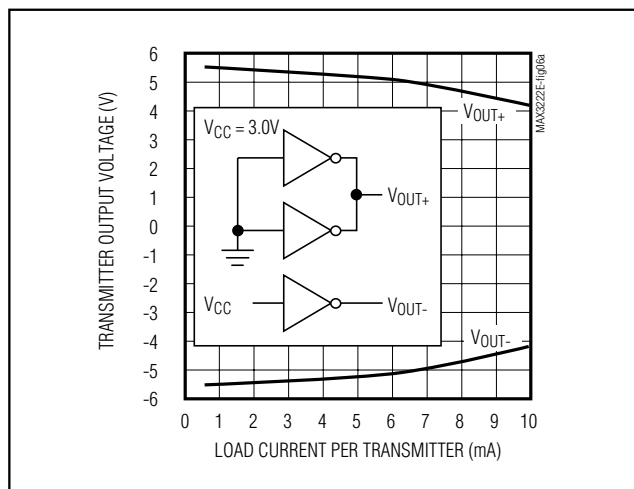 6
5
4
3
2
1
0
-1
-2
-3
-4
-5
-6
TRANSMITTER OUTPUT VOLTAGE (V)
MAX3222E-fig06a
VOUT+
VCC = 3.0V
VOUT+
VCC
VOUT-
VOUT-
0 1 2 3 4 5 6 7 8 9 10
LOAD CURRENT PER TRANSMITTER (mA)